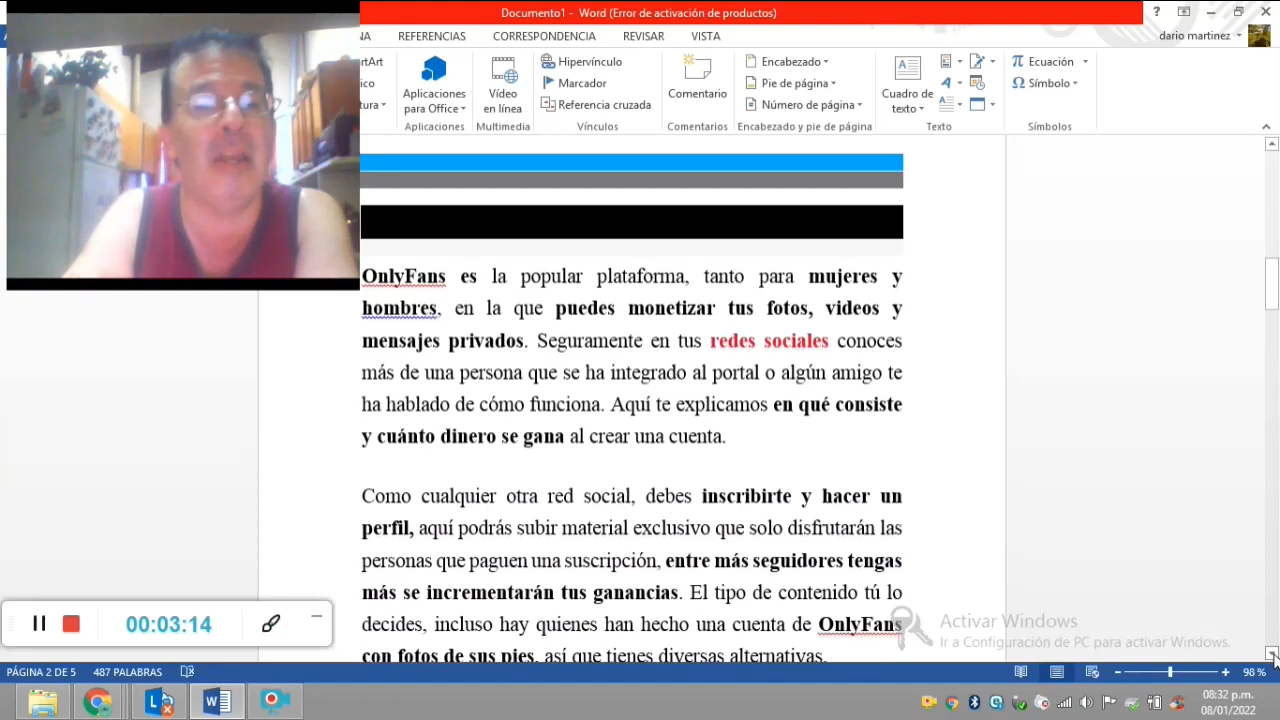 Documento1 - Word (Error de activación de productos)
NA REFERENCIAS CORRESPONDENCIA REVISAR VISTA
dario martinez
rtArt
ico
tura
Aplicaciones
para Office
Aplicaciones
Vídeo
en línea
Multimedia
Hipervínculo
Marcador
Referencia cruzada
Vínculos
Comentario
Comentarios
Encabezado
Pie de página
Número de página
Encabezado y pie de página
Cuadro de
texto
Texto
Ecuación
Símbolo
Símbolos
OnlyFans es la popular plataforma, tanto para mujeres y
hombres, en la que puedes monetizar tus fotos, videos y
mensajes privados. Seguramente en tus redes sociales conoces
más de una persona que se ha integrado al portal o algún amigo te
ha hablado de cómo funciona. Aquí te explicamos en qué consiste
y cuánto dinero se gana al crear una cuenta.
Como cualquier otra red social, debes inscribirte y hacer un
perfil, aquí podrás subir material exclusivo que solo disfrutarán las
personas que paguen una suscripción, entre más seguidores tengas
más se incrementarán tus ganancias. El tipo de contenido tú lo
decides, incluso hay quienes han hecho una cuenta de OnlyFans
con fotos de sus pies, así que tienes diversas alternativas.
Activar Windows
Ir a Configuración de PC para activar Windows.
00:03:14
PÁGINA 2 DE 5 487 PALABRAS
98 %
08:32 p.m.
08/01/2022